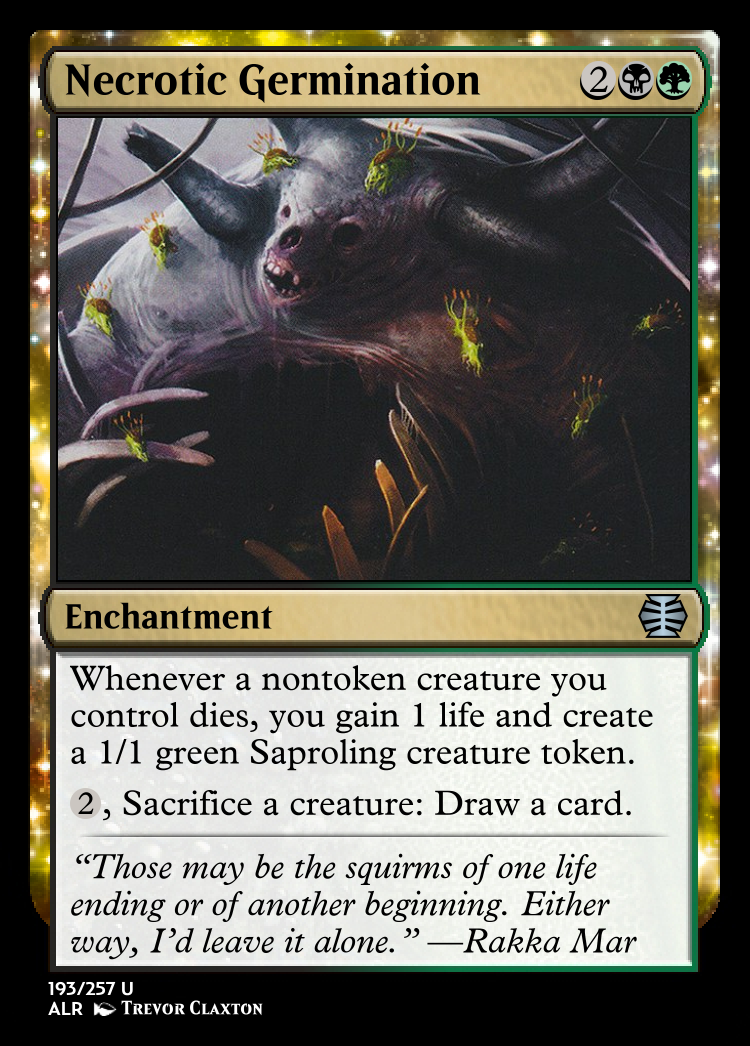 Necrotic Germination 2
Enchantment
Whenever a nontoken creature you
control dies, you gain 1 life and create
a 1/1 green Saproling creature token.
2, Sacrifice a creature: Draw a card.
“Those may be the squirms of one life
ending or of another beginning. Either
way, I’d leave it alone.” —Rakka Mar
193/257 U
ALR Trevor Claxton